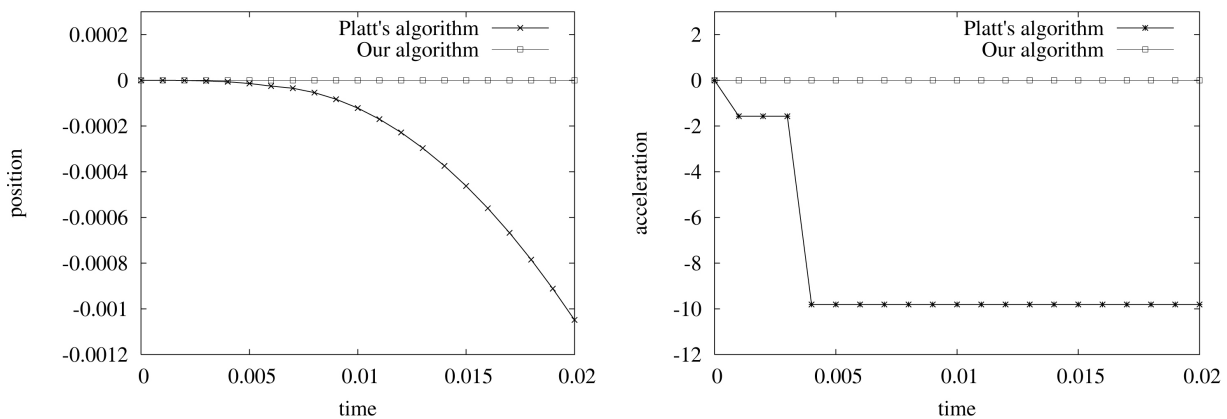 0.0002
0
-0.0002
-0.0004
-0.0006
-0.0008
-0.001
-0.0012
position
Platt's algorithm
Our algorithm
0 0.005 0.01 0.015 0.02
time
2
0
-2
-4
-6
-8
-10
-12
acceleration
Platt's algorithm
Our algorithm
0 0.005 0.01 0.015 0.02
time